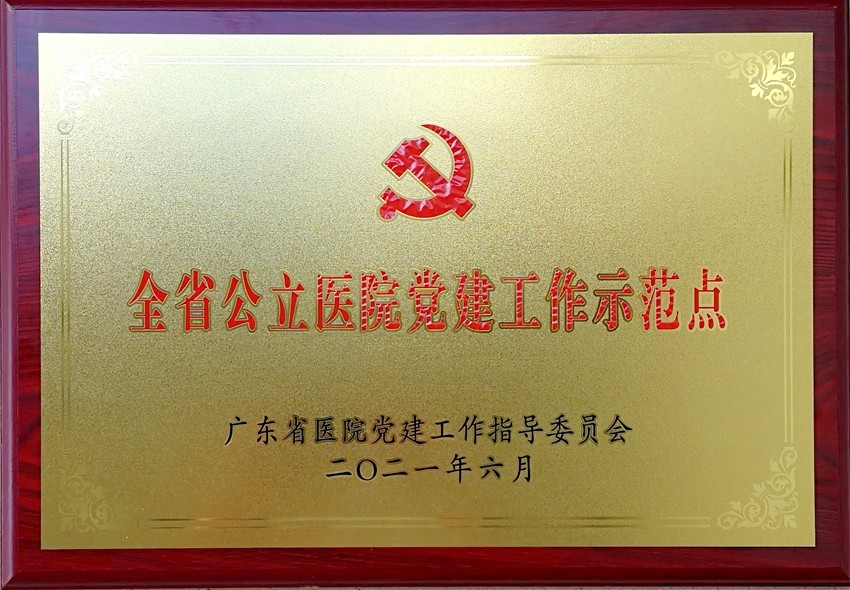 全省公立医院党建工作示范点
广东省医院党建工作指导委员会
二〇二一年六月